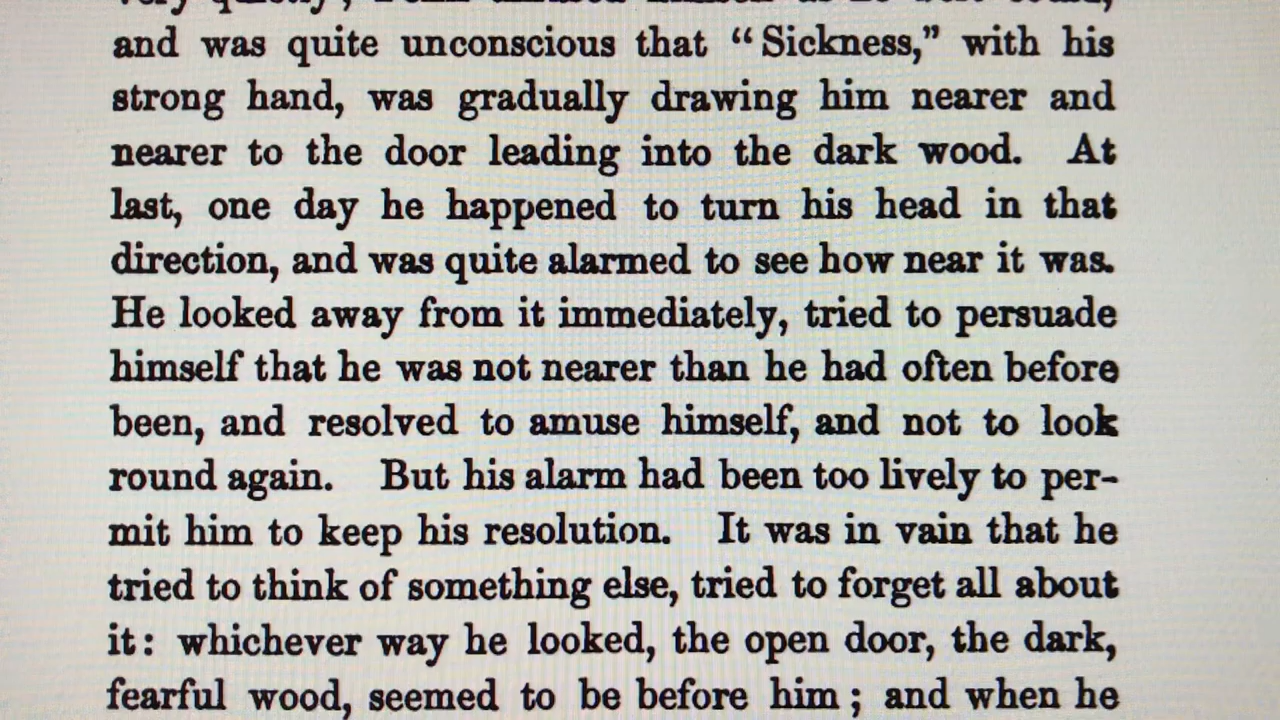 and was quite unconscious that “Sickness,” with his
strong hand, was gradually drawing him nearer and
nearer to the door leading into the dark wood. At
last, one day he happened to turn his head in that
direction, and was quite alarmed to see how near it was.
He looked away from it immediately, tried to persuade
himself that he was not nearer than he had often before
been, and resolved to amuse himself, and not to look
round again. But his alarm had been too lively to per-
mit him to keep his resolution. It was in vain that he
tried to think of something else, tried to forget all about
it: whichever way he looked, the open door, the dark,
fearful wood, seemed to be before him; and when he